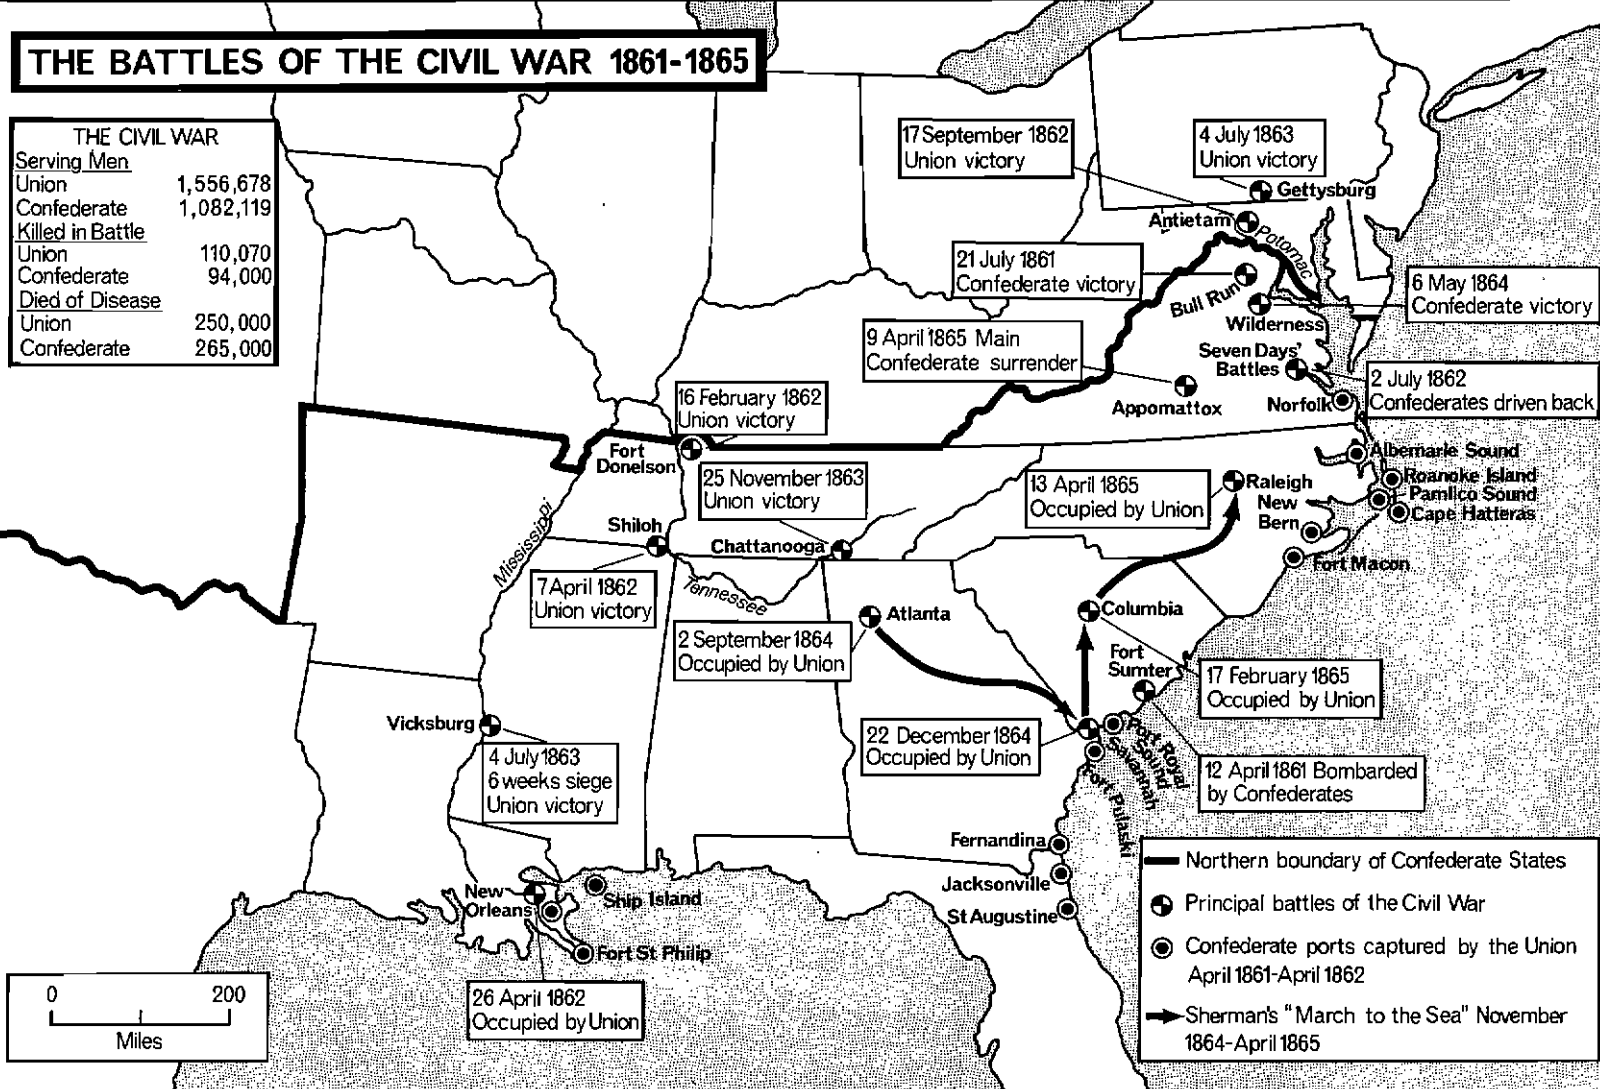 THE BATTLES OF THE CIVIL WAR 1861-1865
THE CIVIL WAR
Serving Men
Union 1,556,678
Confederate 1,082,119
Killed in Battle
Union 110,070
Confederate 94,000
Died of Disease
Union 250,000
Confederate 265,000
17 September 1862
Union victory
4 July 1863
Union victory
Gettysburg
Antietam
Potomac
21 July 1861
Confederate victory
Bull Run
6 May 1864
Confederate victory
Wilderness
9 April 1865 Main
Confederate surrender
Appomattox
Seven Days'
Battles
2 July 1862
Confederates driven back
Norfolk
16 February 1862
Union victory
Fort
Donelson
25 November 1863
Union victory
Chattanooga
13 April 1865
Occupied by Union
Raleigh
Albemarle Sound
Roanoke Island
Pamlico Sound
Cape Hatteras
New
Bern
Fort Macon
Mississippi
Shiloh
7 April 1862
Union victory
Tennessee
2 September 1864
Occupied by Union
Atlanta
Columbia
17 February 1865
Occupied by Union
Fort
Sumter
12 April 1861 Bombarded
by Confederates
Vicksburg
4 July 1863
6 weeks siege
Union victory
22 December 1864
Occupied by Union
Port Royal
Sound
Savannah
Fort Pulaski
Fernandina
Jacksonville
St Augustine
New
Orleans
Ship Island
Fort St Philip
26 April 1862
Occupied by Union
0 200
Miles
Northern boundary of Confederate States
Principal battles of the Civil War
Confederate ports captured by the Union
April 1861-April 1862
Sherman's "March to the Sea" November
1864-April 1865